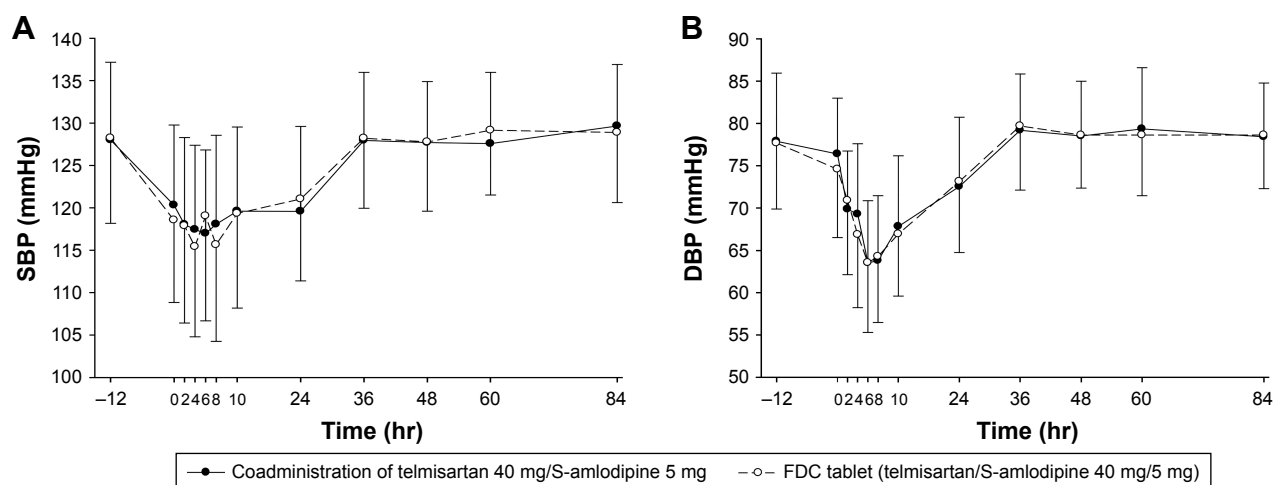 A
SBP (mmHg)
140
135
130
125
120
115
110
105
100
–12 0 2 4 6 8 10 24 36 48 60 84
Time (hr)
B
DBP (mmHg)
90
85
80
75
70
65
60
55
50
–12 0 2 4 6 8 10 24 36 48 60 84
Time (hr)
Coadministration of telmisartan 40 mg/S-amlodipine 5 mg
FDC tablet (telmisartan/S-amlodipine 40 mg/5 mg)